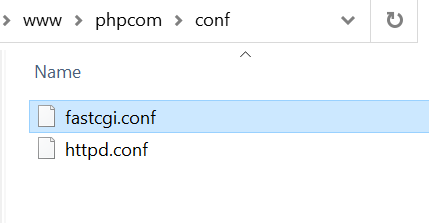 www > phpcom > conf
Name
fastcgi.conf
httpd.conf